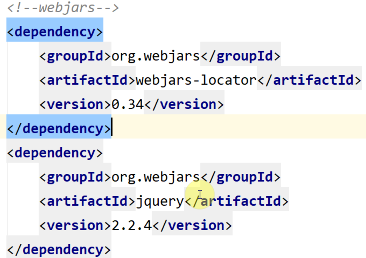 <!--webjars-->
<dependency>
    <groupId>org.webjars</groupId>
    <artifactId>webjars-locator</artifactId>
    <version>0.34</version>
</dependency>
<dependency>
    <groupId>org.webjars</groupId>
    <artifactId>jquery</artifactId>
    <version>2.2.4</version>
</dependency>